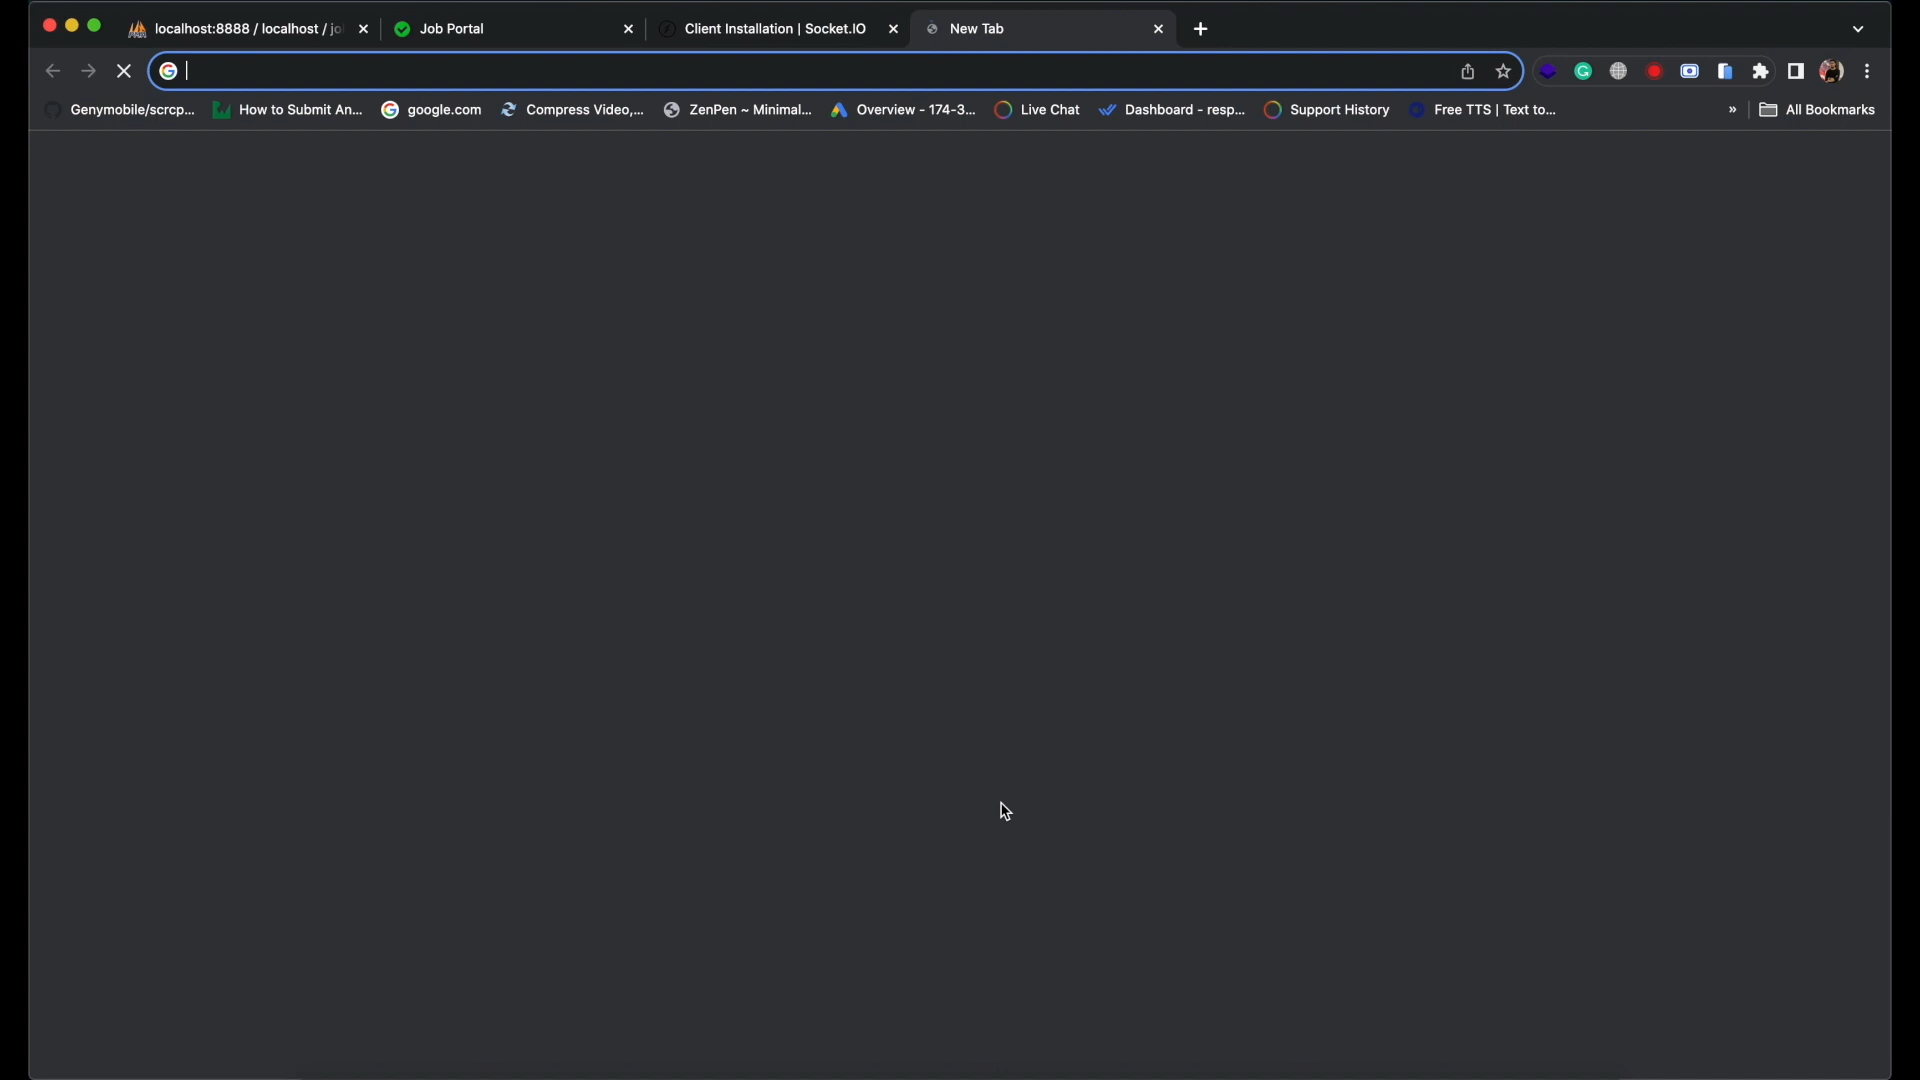 localhost:8888 / localhost / jo
Job Portal
Client Installation | Socket.IO
New Tab
Genymobile/scrcp...
How to Submit An...
google.com
Compress Video,...
ZenPen ~ Minimal...
Overview - 174-3...
Live Chat
Dashboard - resp...
Support History
Free TTS | Text to...
»
All Bookmarks